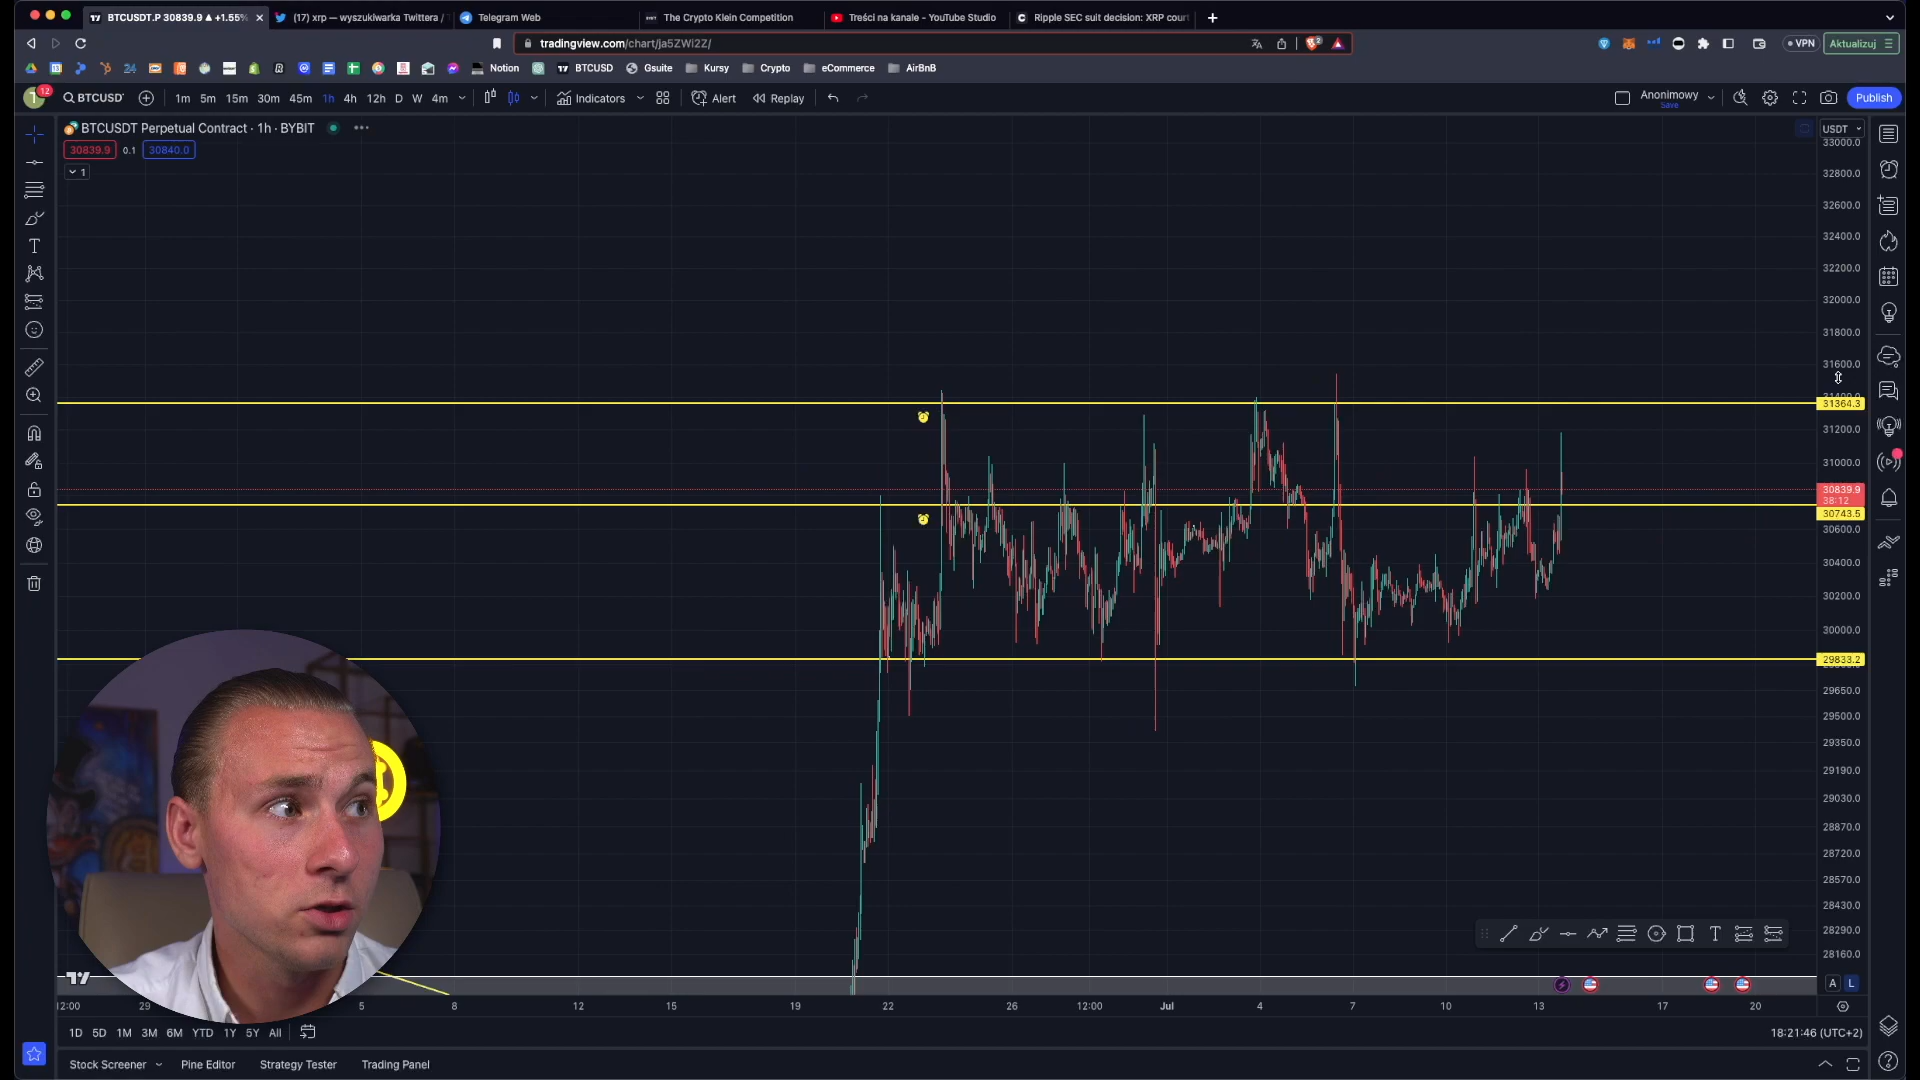 BTCUSDT.P 30839.9 ▲ +1.55%
(17) xrp — wyszukiwarka Twittera /
Telegram Web
The Crypto Klein Competition
Treści na kanale - YouTube Studio
Ripple SEC suit decision: XRP court
tradingview.com/chart/ja5ZWi2Z/
2
VPN
Aktualizuj
24
Notion
BTCUSD
Gsuite
Kursy
Crypto
eCommerce
AirBnB
T
12
BTCUSDT
1m
5m
15m
30m
45m
1h
4h
12h
D
W
4m
Indicators
Alert
Replay
Anonimowy
Save
Publish
BTCUSDT Perpetual Contract · 1h · BYBIT
30839.9
0.1
30840.0
1
USDT
33000.0
32800.0
32600.0
32400.0
32200.0
32000.0
31800.0
31600.0
31364.3
31200.0
31000.0
30839.9
38:12
30743.5
30600.0
30400.0
30200.0
30000.0
29833.2
29650.0
29500.0
29350.0
29190.0
29030.0
28870.0
28720.0
28570.0
28430.0
28290.0
28160.0
A
L
12:00
29
5
8
12
15
19
22
26
12:00
Jul
4
7
10
13
17
20
1D
5D
1M
3M
6M
YTD
1Y
5Y
All
18:21:46 (UTC+2)
Stock Screener
Pine Editor
Strategy Tester
Trading Panel